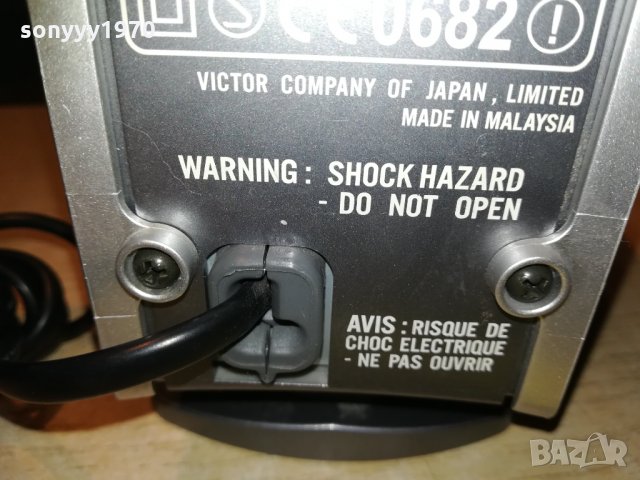 sonyyy1970
CE0682
VICTOR COMPANY OF JAPAN, LIMITED
MADE IN MALAYSIA
WARNING: SHOCK HAZARD
- DO NOT OPEN
AVIS: RISQUE DE
CHOC ELECTRIQUE
- NE PAS OUVRIR
BAZAR